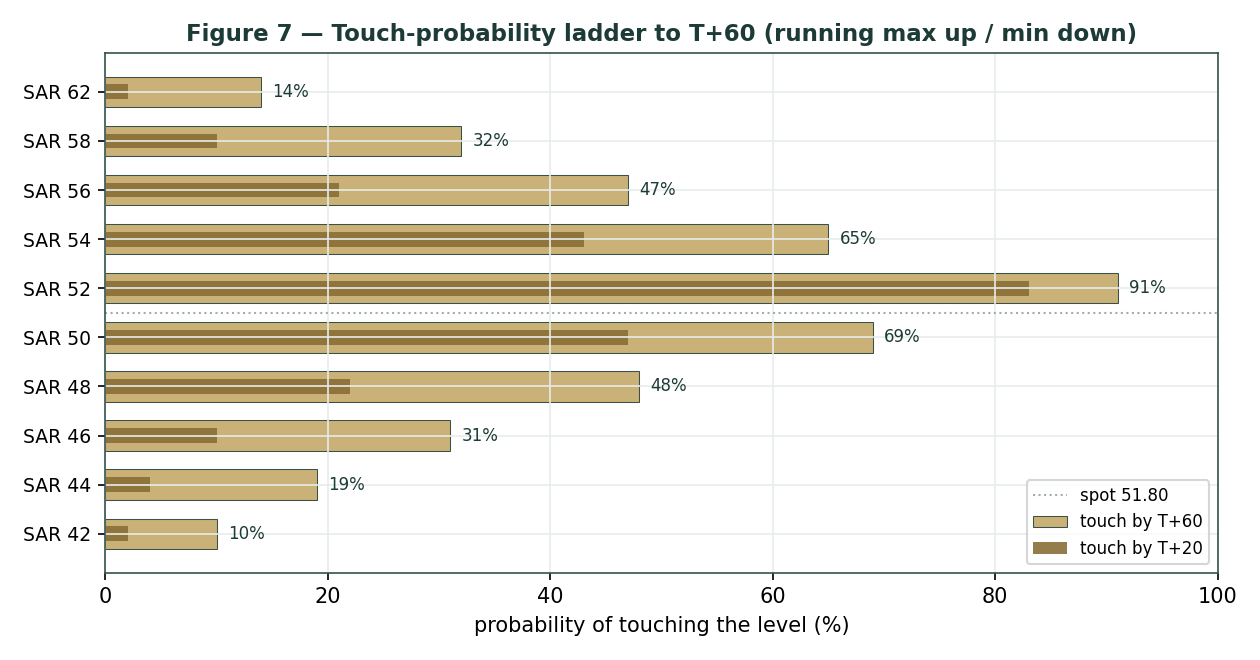 Figure 7 — Touch-probability ladder to T+60 (running max up / min down)
SAR 62
14%
SAR 58
32%
SAR 56
47%
SAR 54
65%
SAR 52
91%
SAR 50
69%
SAR 48
48%
SAR 46
31%
SAR 44
19%
SAR 42
10%
spot 51.80
touch by T+60
touch by T+20
0 20 40 60 80 100
probability of touching the level (%)